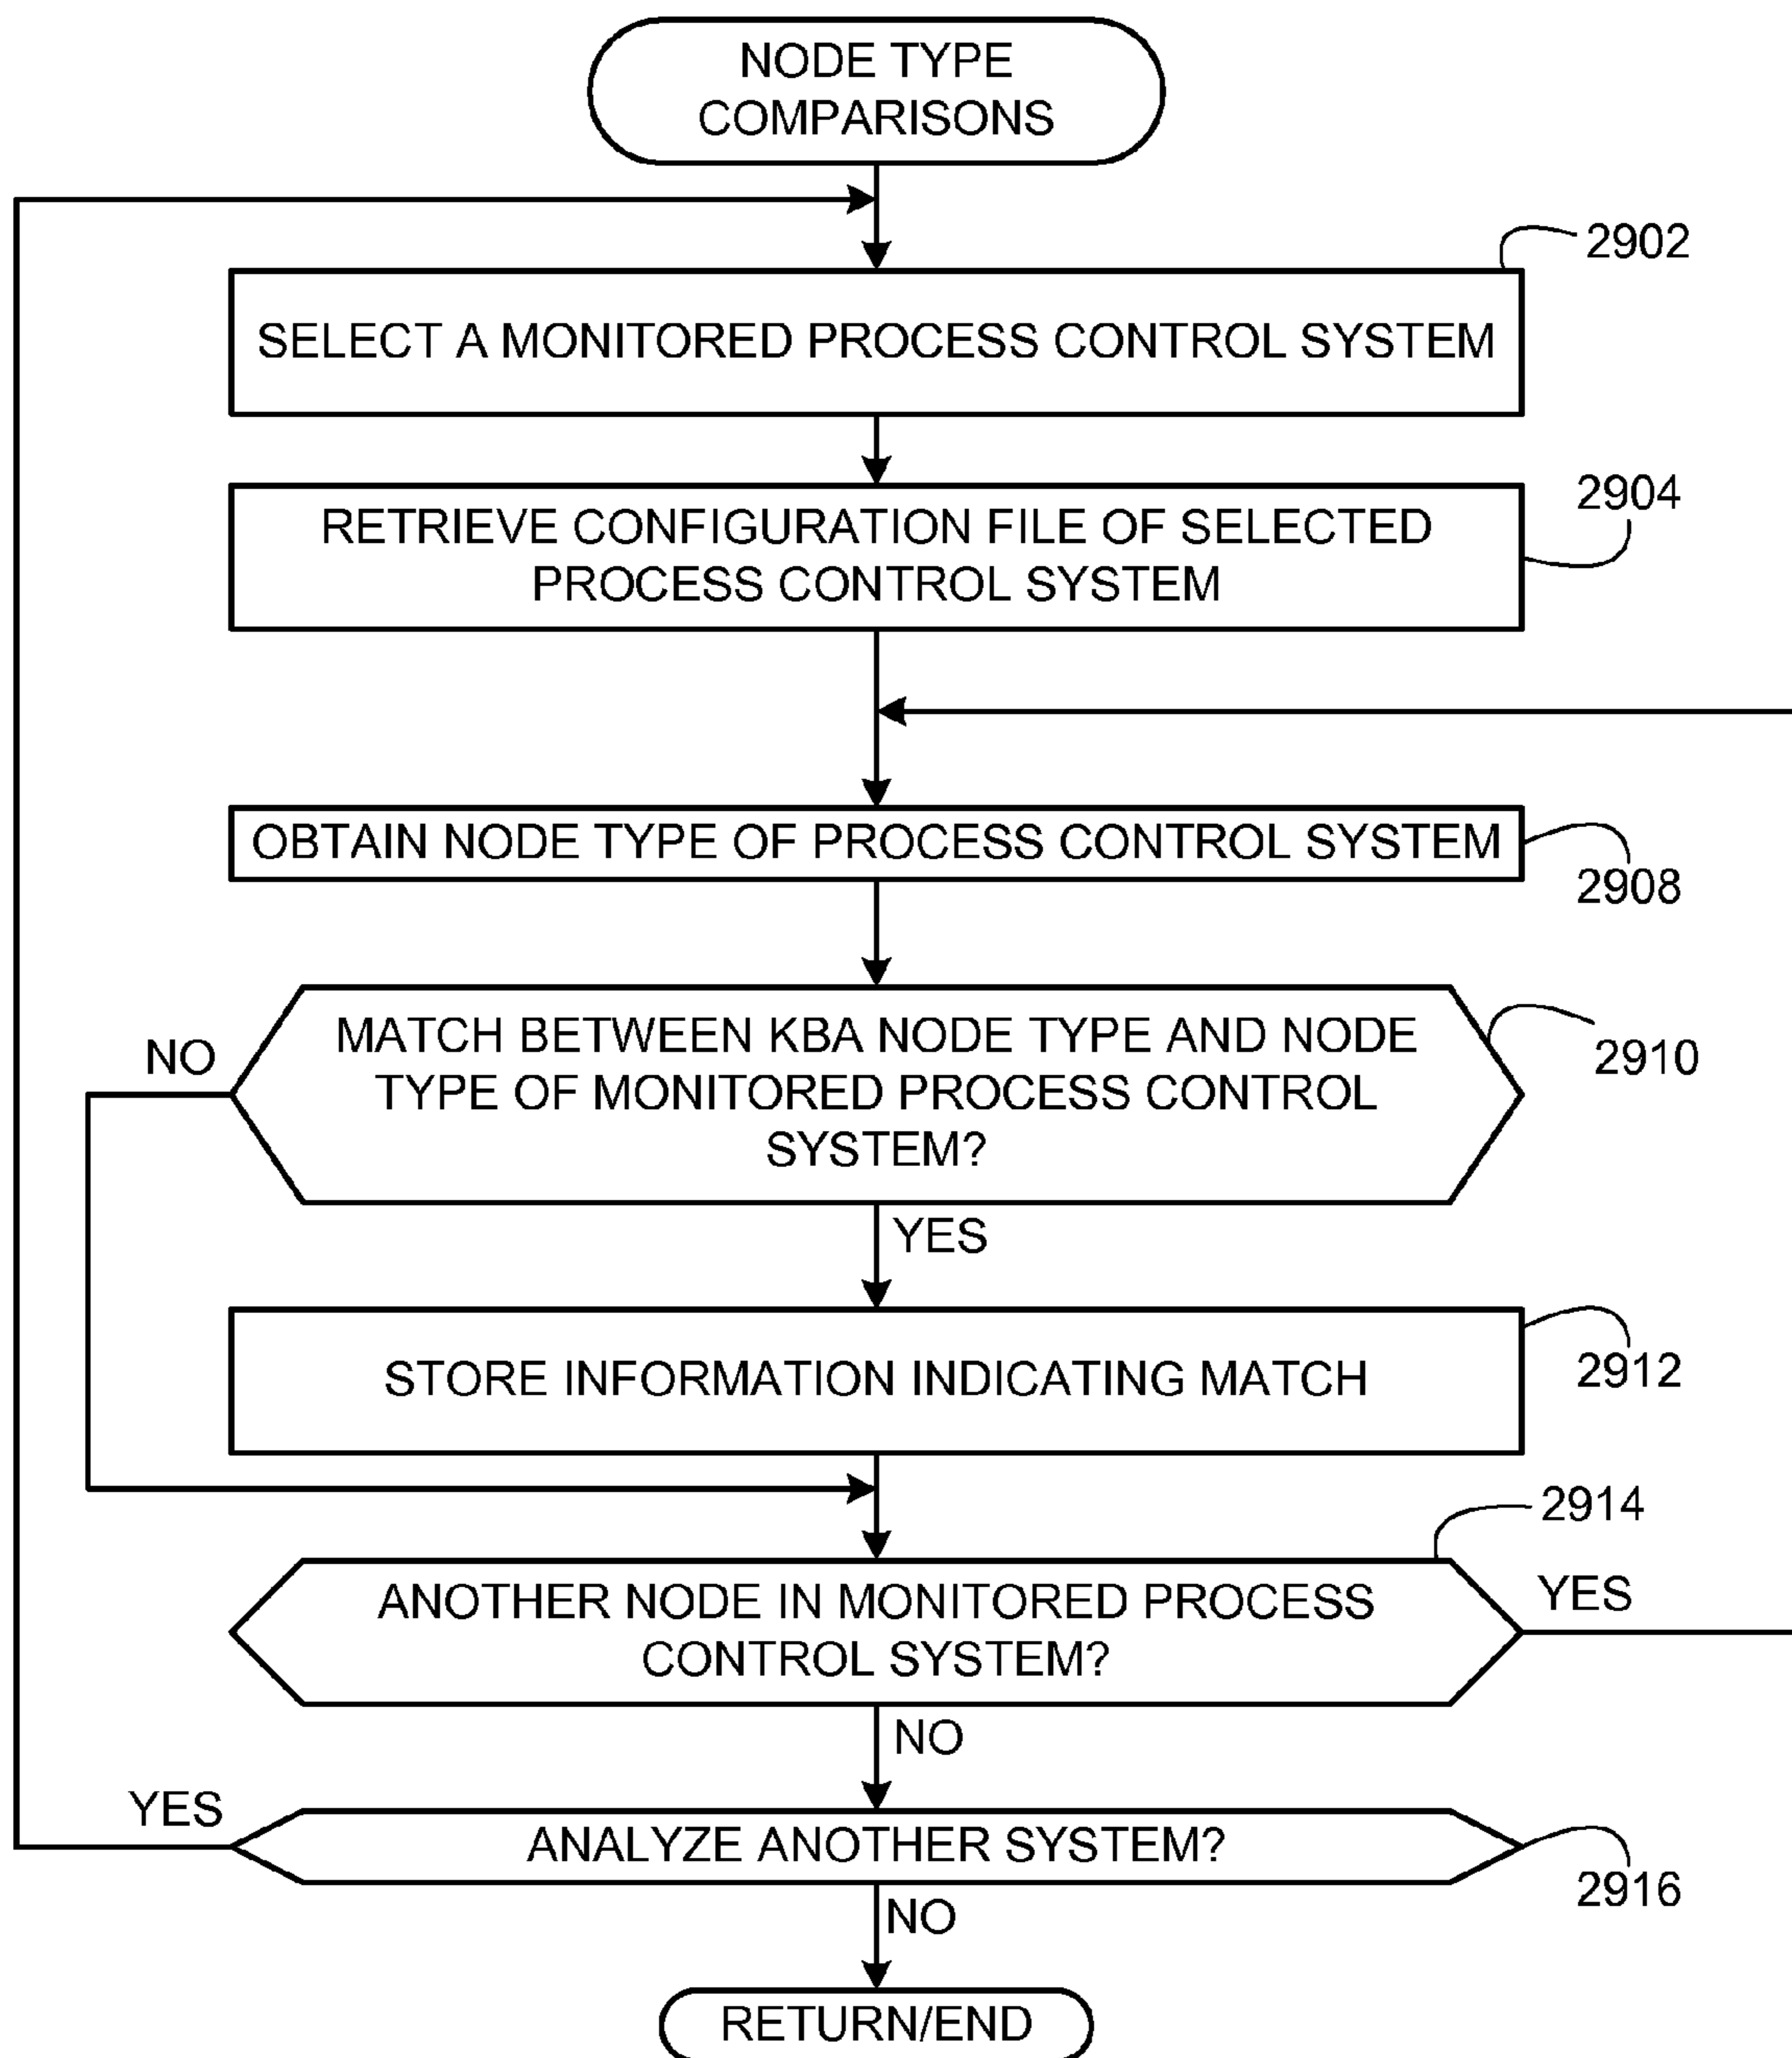 NODE TYPE
COMPARISONS
2902
SELECT A MONITORED PROCESS CONTROL SYSTEM
2904
RETRIEVE CONFIGURATION FILE OF SELECTED
PROCESS CONTROL SYSTEM
OBTAIN NODE TYPE OF PROCESS CONTROL SYSTEM
2908
NO
MATCH BETWEEN KBA NODE TYPE AND NODE
TYPE OF MONITORED PROCESS CONTROL
SYSTEM?
2910
YES
STORE INFORMATION INDICATING MATCH
2912
2914
ANOTHER NODE IN MONITORED PROCESS
CONTROL SYSTEM?
YES
NO
YES
ANALYZE ANOTHER SYSTEM?
2916
NO
RETURN/END